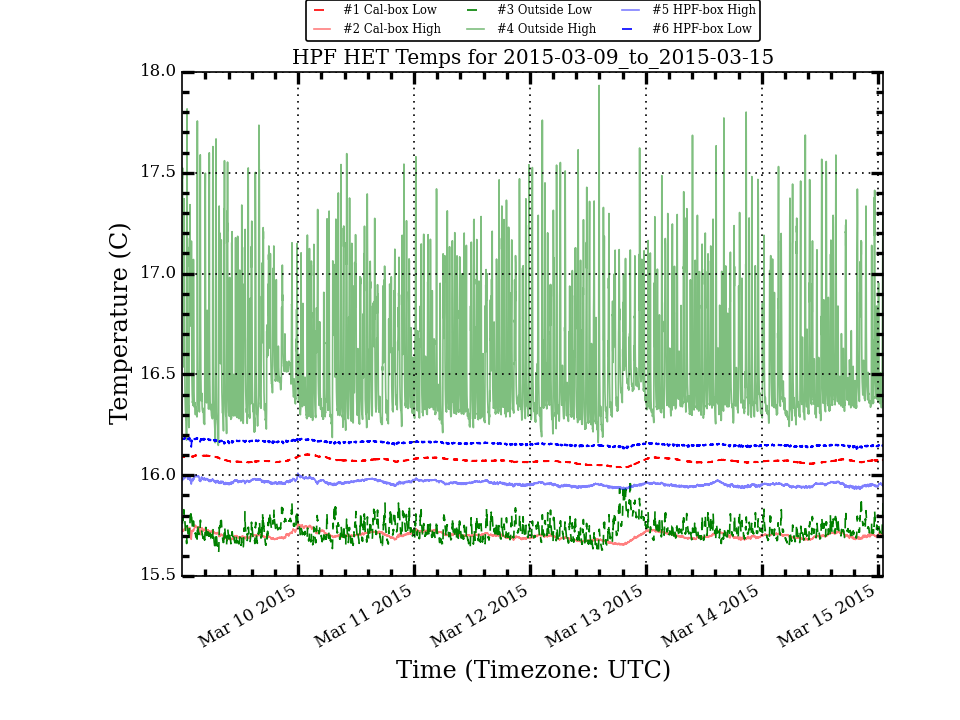 #1 Cal-box Low #3 Outside Low #5 HPF-box High
#2 Cal-box High #4 Outside High #6 HPF-box Low
HPF HET Temps for 2015-03-09_to_2015-03-15
18.0
17.5
17.0
16.5
16.0
15.5
Temperature (C)
Mar 10 2015 Mar 11 2015 Mar 12 2015 Mar 13 2015 Mar 14 2015 Mar 15 2015
Time (Timezone: UTC)